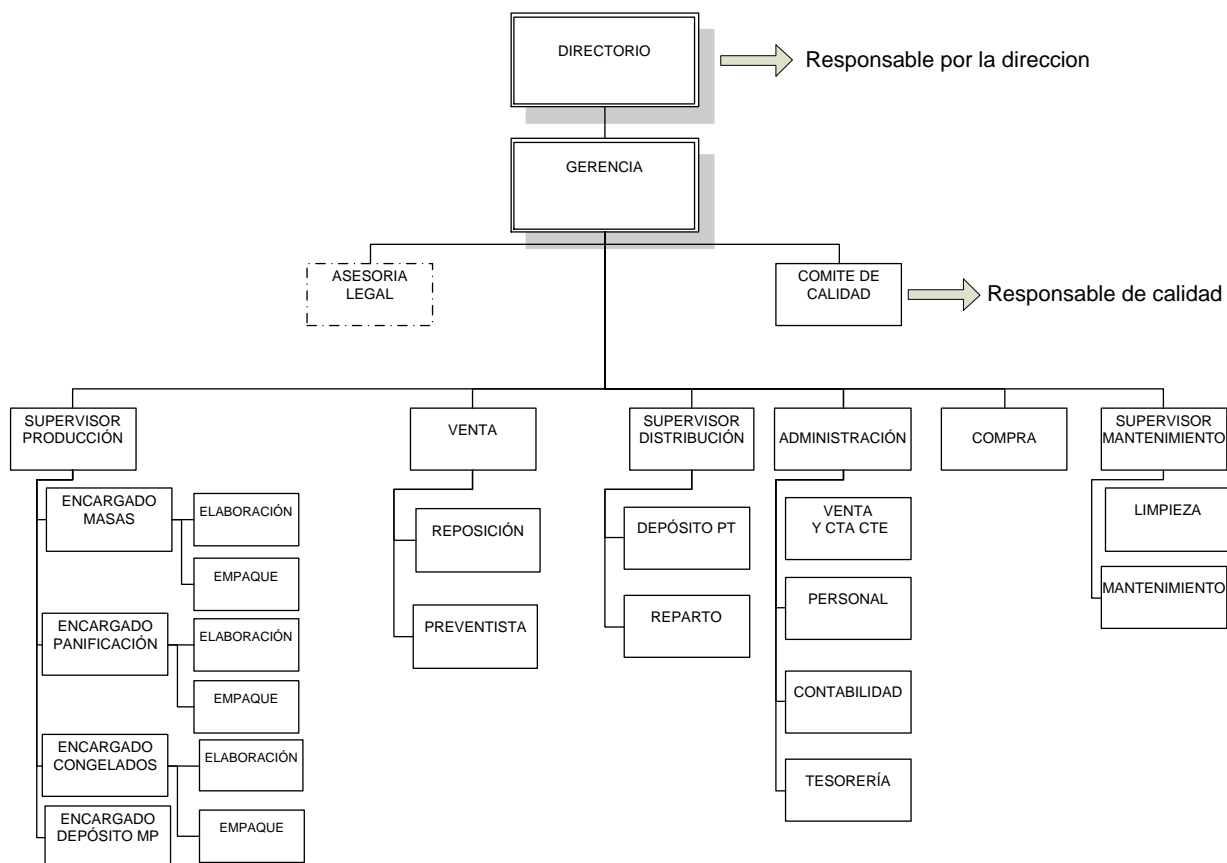 DIRECTORIO
Responsable por la direccion
GERENCIA
ASESORIA
LEGAL
COMITE DE
CALIDAD
Responsable de calidad
SUPERVISOR
PRODUCCIÓN
VENTA
SUPERVISOR
DISTRIBUCIÓN
ADMINISTRACIÓN
COMPRA
SUPERVISOR
MANTENIMIENTO
ENCARGADO
MASAS
ELABORACIÓN
EMPAQUE
ENCARGADO
PANIFICACIÓN
ELABORACIÓN
EMPAQUE
ENCARGADO
CONGELADOS
ELABORACIÓN
EMPAQUE
ENCARGADO
DEPÓSITO MP
REPOSICIÓN
PREVENTISTA
DEPÓSITO PT
REPARTO
VENTA
Y CTA CTE
PERSONAL
CONTABILIDAD
TESORERÍA
LIMPIEZA
MANTENIMIENTO